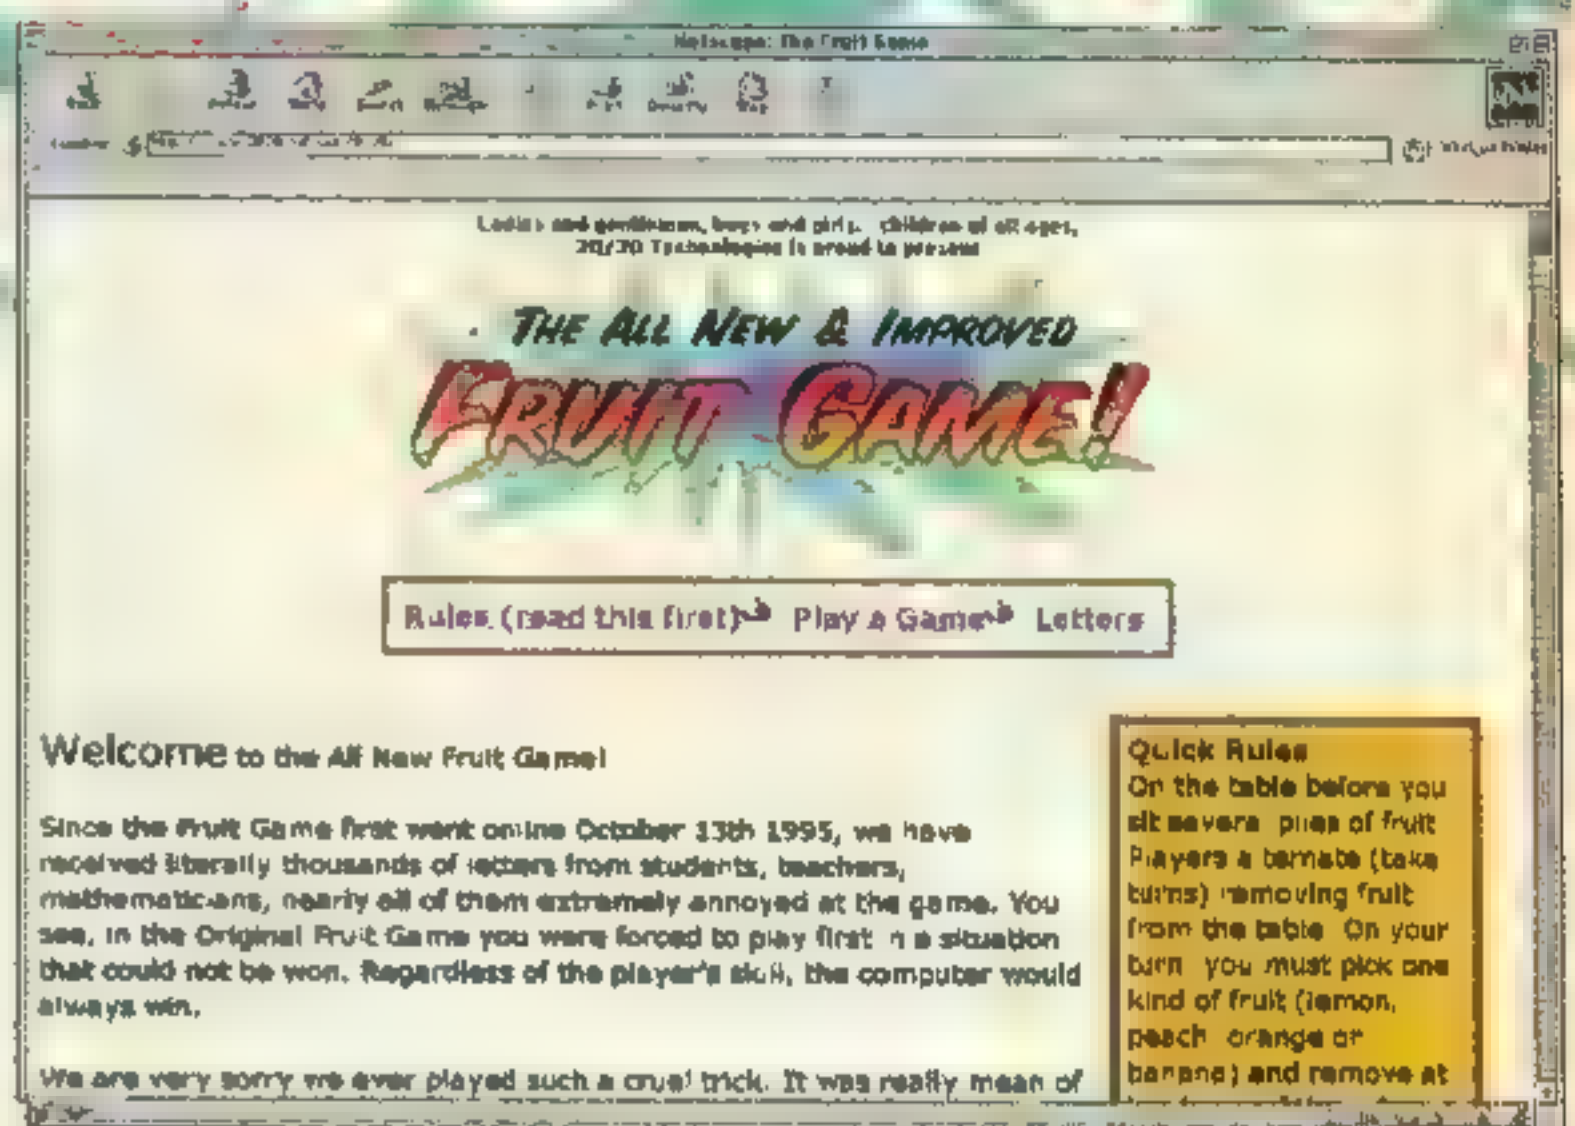 Netscape: The Fruit Game
Ladies and gentlemen, boys and girls, children of all ages,
20/20 Technologies is proud to present
THE ALL NEW & IMPROVED
FRUIT GAME!
Rules (read this first) Play a Game Letters
Welcome to the All New Fruit Game!
Since the Fruit Game first went online October 13th 1995, we have
received literally thousands of letters from students, teachers,
mathematicians, nearly all of them extremely annoyed at the game. You
see, in the Original Fruit Game you were forced to play first in a situation
that could not be won. Regardless of the player's skill, the computer would
always win.
We are very sorry we ever played such a cruel trick. It was really mean of
Quick Rules
On the table before you
sit several piles of fruit
Players alternate (take
turns) removing fruit
from the table On your
turn you must pick one
kind of fruit (lemon,
peach orange or
banana) and remove at